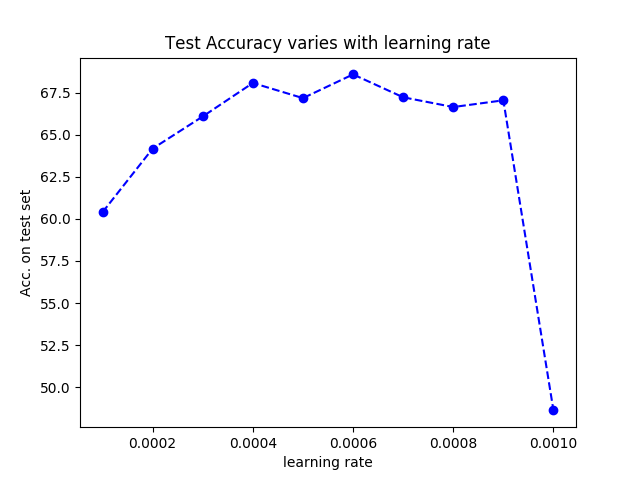 Test Accuracy varies with learning rate
67.5
65.0
62.5
60.0
57.5
55.0
52.5
50.0
Acc. on test set
0.0002 0.0004 0.0006 0.0008 0.0010
learning rate